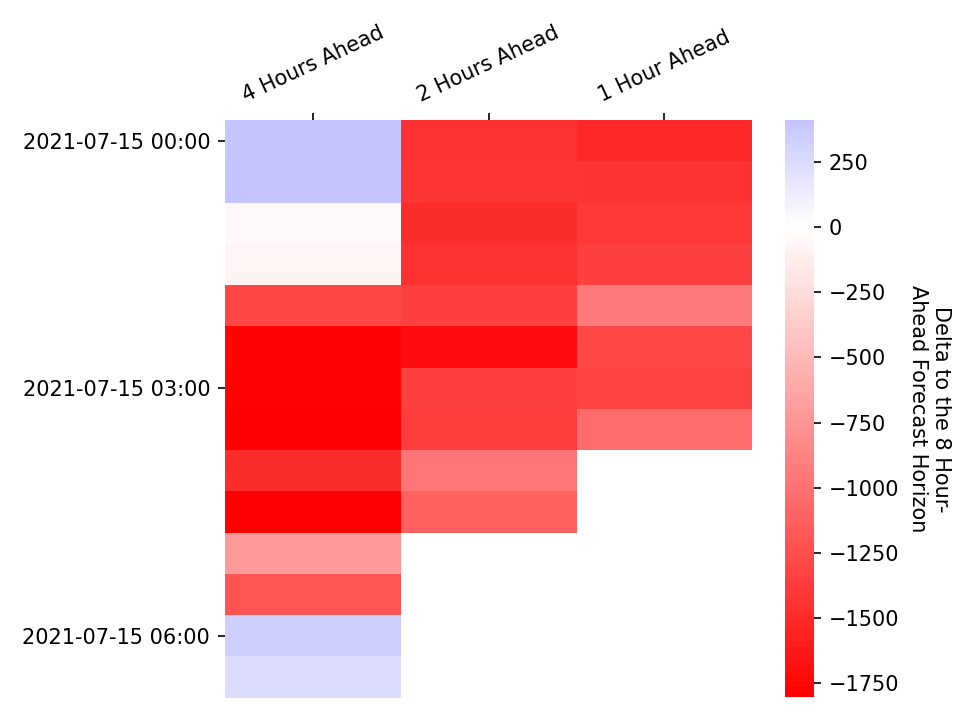 4 Hours Ahead
2 Hours Ahead
1 Hour Ahead
2021-07-15 00:00
2021-07-15 03:00
2021-07-15 06:00
250
0
−250
−500
−750
−1000
−1250
−1500
−1750
Delta to the 8 Hour-
Ahead Forecast Horizon